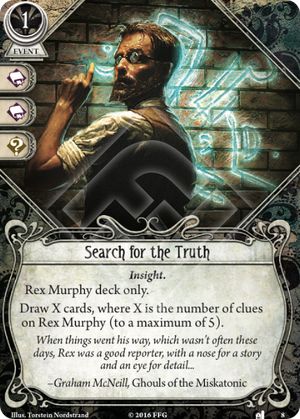 1
EVENT
?
Search for the Truth
Insight.
Rex Murphy deck only.
Draw X cards, where X is the number of clues
on Rex Murphy (to a maximum of 5).
When things went his way, which wasn't often these
days, Rex was a good reporter, with a nose for a story
and an eye for detail...
–Graham McNeill, Ghouls of the Miskatonic
Illus. Torstein Nordstrand
© 2016 FFG
8